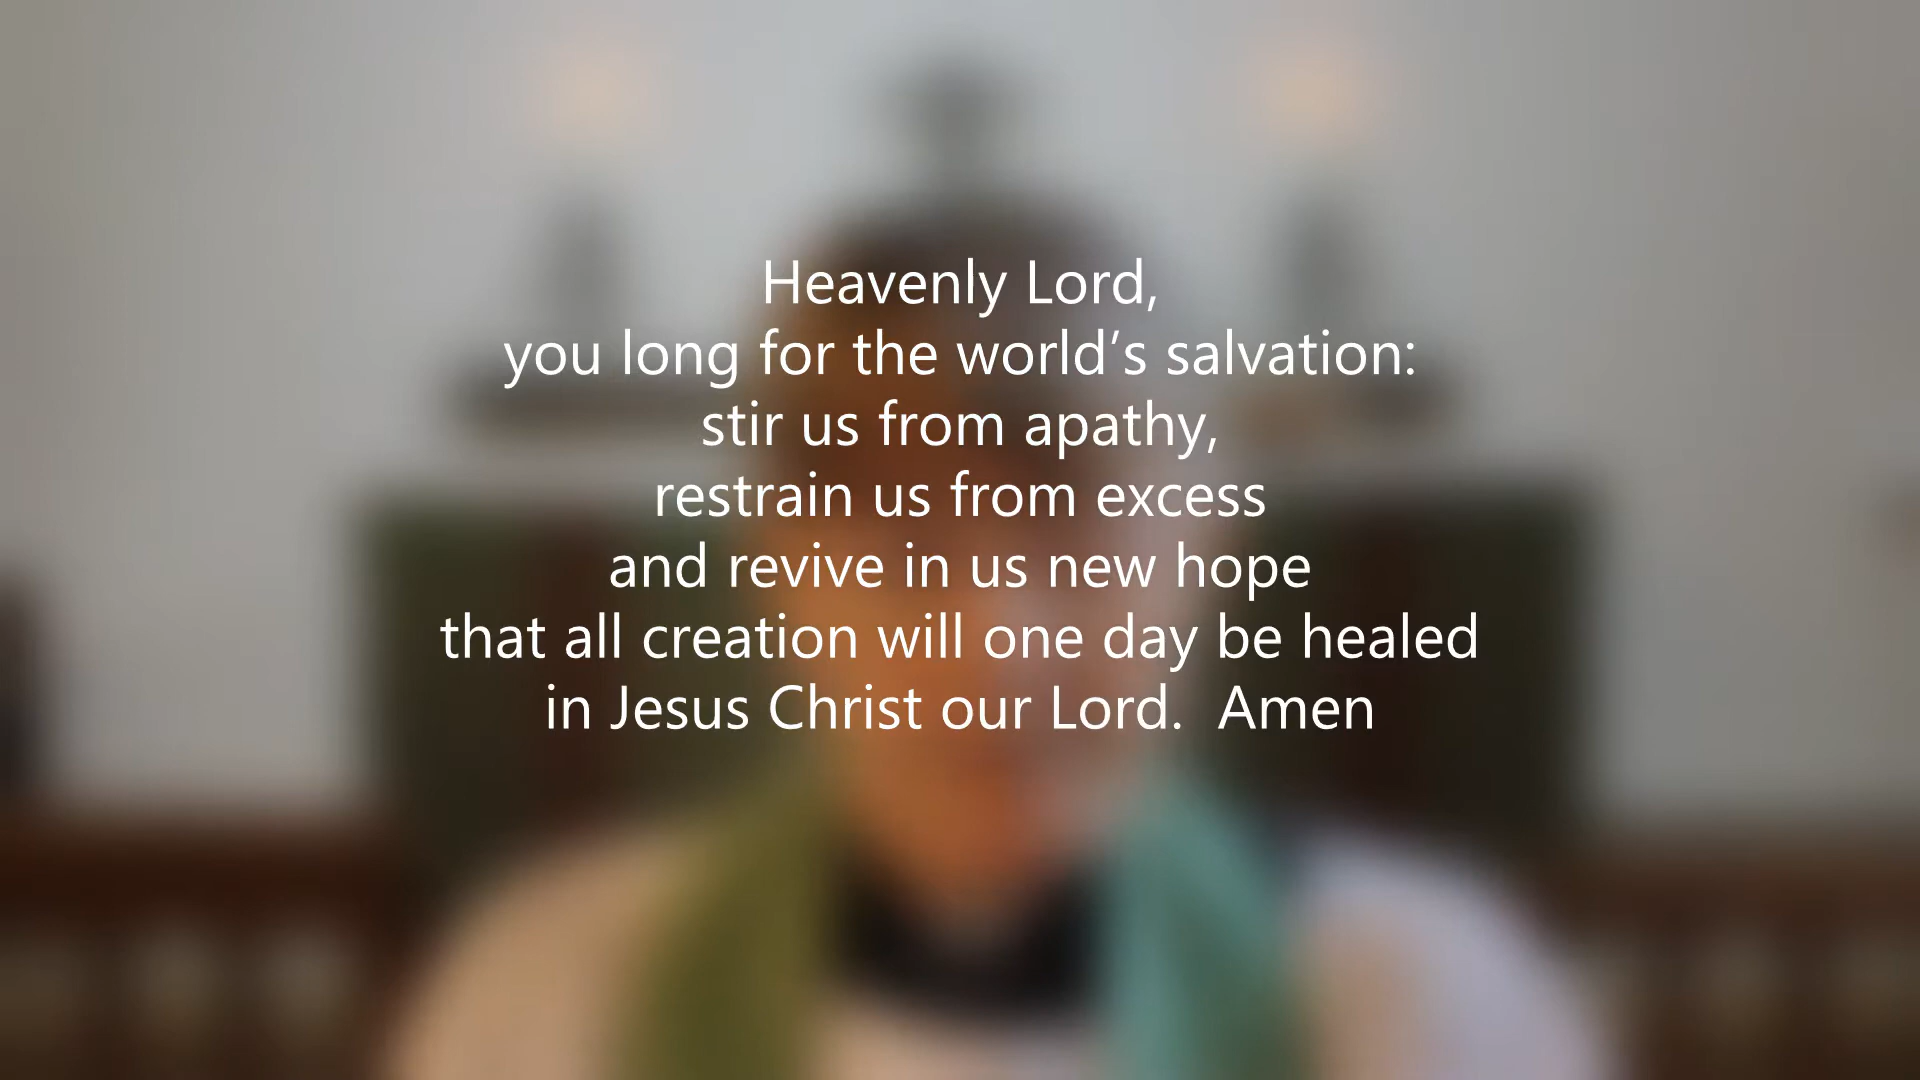 Heavenly Lord,
you long for the world’s salvation:
stir us from apathy,
restrain us from excess
and revive in us new hope
that all creation will one day be healed
in Jesus Christ our Lord.  Amen